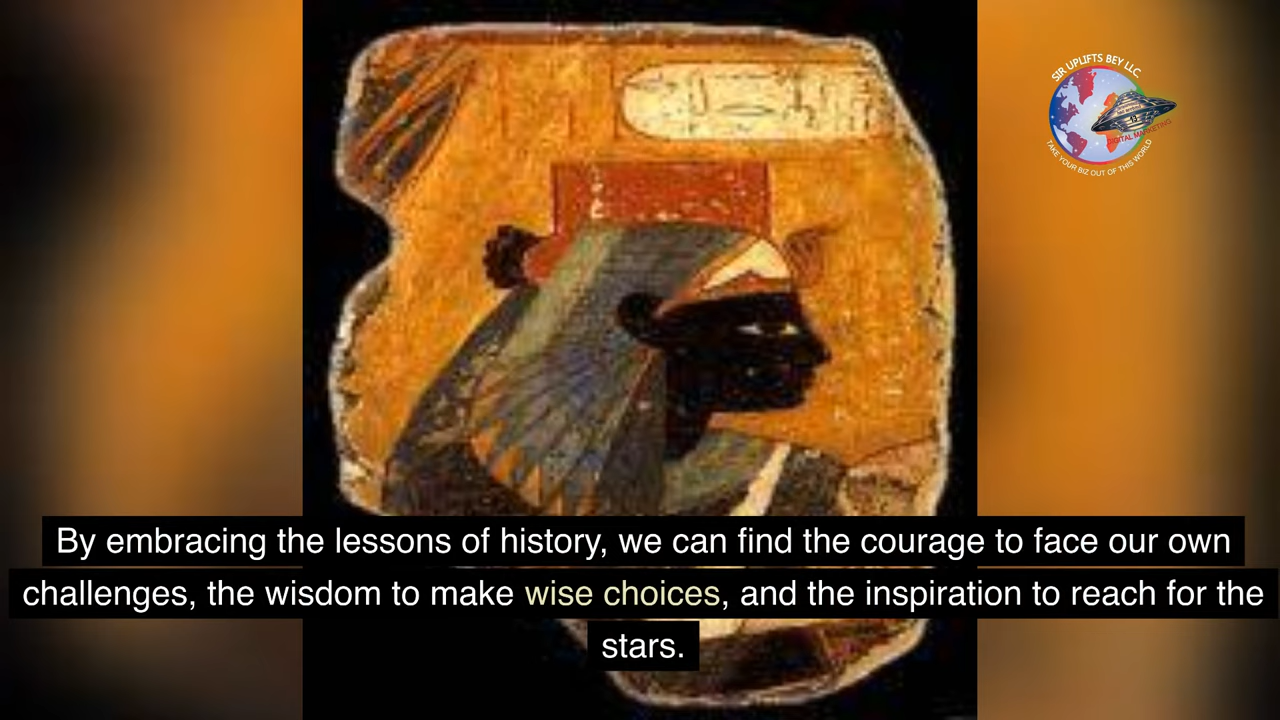 SIR UPLIFTS BEY LLC.
DIGITAL MARKETING
TAKE YOUR BIZ OUT OF THIS WORLD
By embracing the lessons of history, we can find the courage to face our own
challenges, the wisdom to make wise choices, and the inspiration to reach for the
stars.